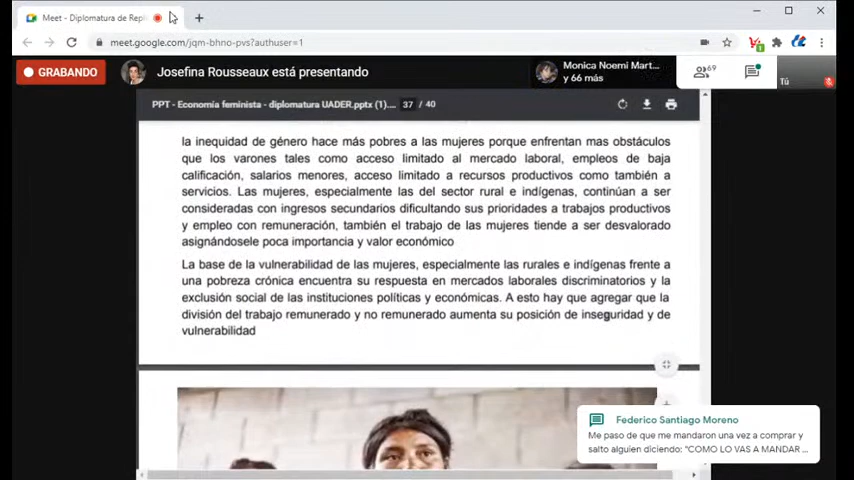 Meet - Diplomatura de Rep
meet.google.com/jqm-bhno-pvs?authuser=1
GRABANDO
Josefina Rousseaux está presentando
Monica Noemi Mart...
y 66 más
69
1
Tú
PPT - Economía feminista - diplomatura UADER.pptx (1)....
37 / 40
la inequidad de género hace más pobres a las mujeres porque enfrentan mas obstáculos
que los varones tales como acceso limitado al mercado laboral, empleos de baja
calificación, salarios menores, acceso limitado a recursos productivos como también a
servicios. Las mujeres, especialmente las del sector rural e indígenas, continúan a ser
consideradas con ingresos secundarios dificultando sus prioridades a trabajos productivos
y empleo con remuneración, también el trabajo de las mujeres tiende a ser desvalorado
asignándosele poca importancia y valor económico
La base de la vulnerabilidad de las mujeres, especialmente las rurales e indígenas frente a
una pobreza crónica encuentra su respuesta en mercados laborales discriminatorios y la
exclusión social de las instituciones políticas y económicas. A esto hay que agregar que la
división del trabajo remunerado y no remunerado aumenta su posición de inseguridad y de
vulnerabilidad
Federico Santiago Moreno
Me paso de que me mandaron una vez a comprar y
salto alguien diciendo: "COMO LO VAS A MANDAR ...